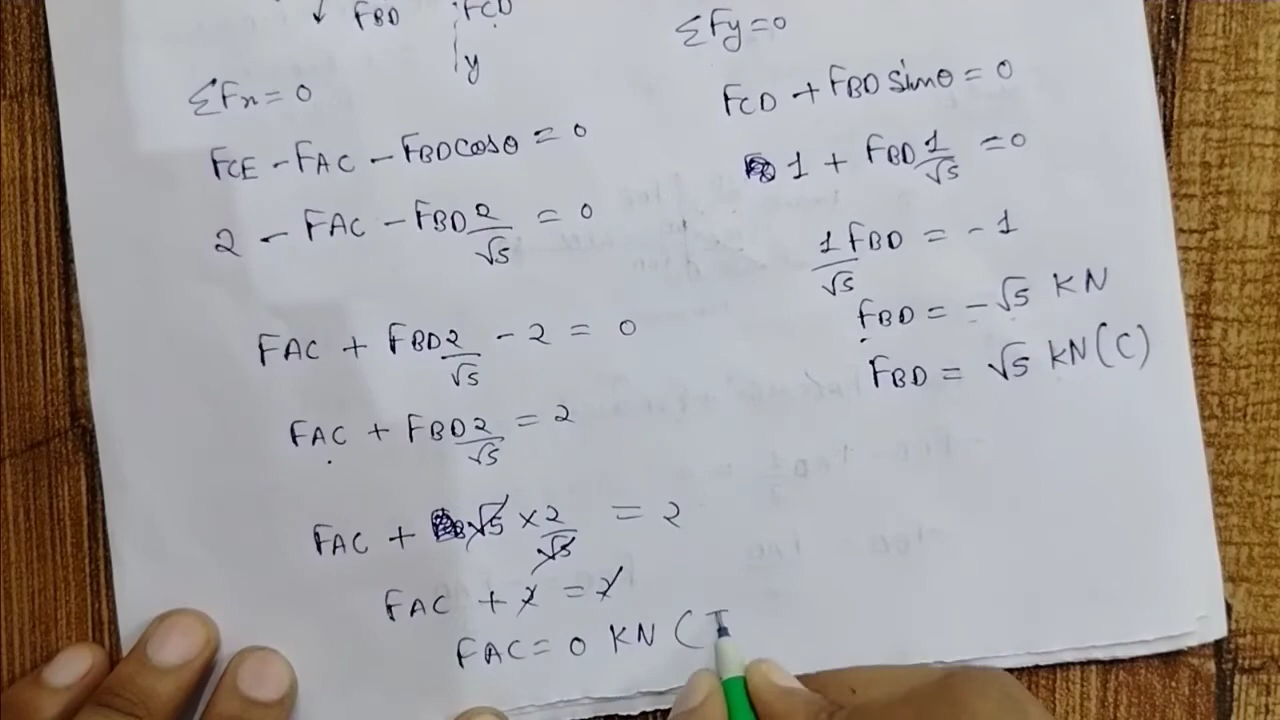 ↓ FBD FCD
y
ΣFx=0
FCE - FAC - FBD cosθ = 0
2 - FAC - FBD 2/√5 = 0
FAC + FBD 2/√5 - 2 = 0
FAC + FBD 2/√5 = 2
FAC + √5 × 2/√5 = 2
FAC + 2 = 2
FAC = 0 KN (T
ΣFy=0
FCD + FBD sinθ = 0
1 + FBD 1/√5 = 0
1/√5 FBD = -1
FBD = -√5 KN
FBD = √5 KN (C)